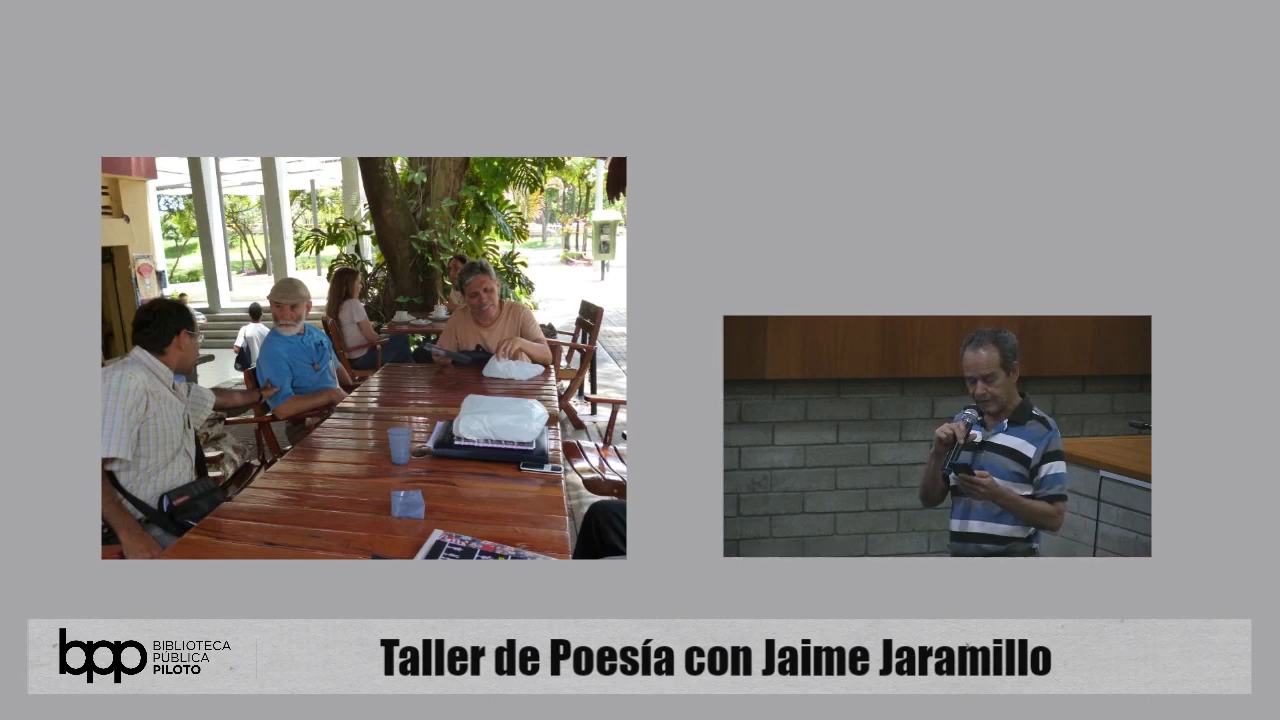 bpp
BIBLIOTECA
PÚBLICA
PILOTO
Taller de Poesía con Jaime Jaramillo